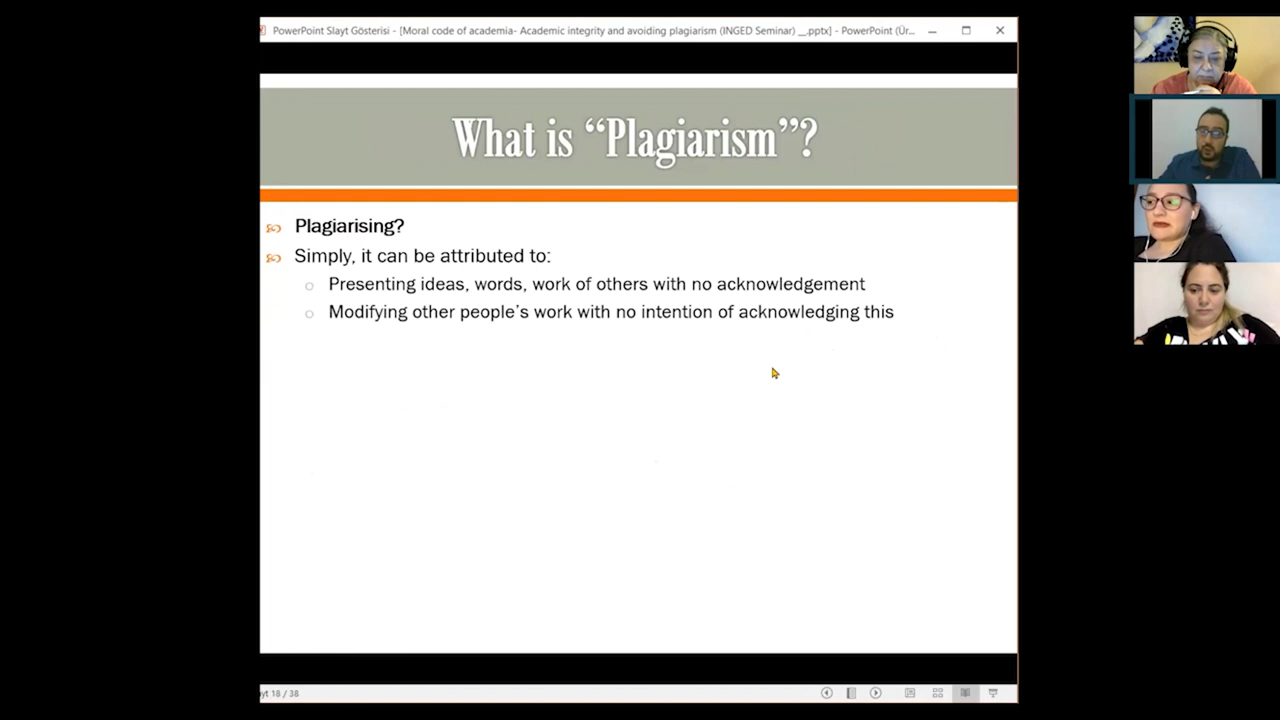 PowerPoint Slayt Gösterisi - [Moral code of academia- Academic integrity and avoiding plagiarism (INGED Seminar) __.pptx] - PowerPoint (Ür...
What is “Plagiarism”?
Plagiarising?
Simply, it can be attributed to:
Presenting ideas, words, work of others with no acknowledgement
Modifying other people’s work with no intention of acknowledging this
yt 18 / 38